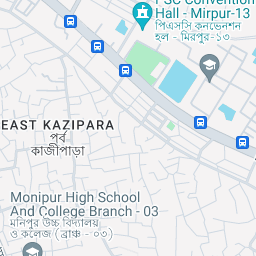 PSC Convention
Hall - Mirpur-13
পিএসসি কনভেনশন
হল - মিরপুর-১৩
EAST KAZIPARA
পূর্ব
কাজীপাড়া
Monipur High School
And College Branch - 03
মনিপুর উচ্চ বিদ্যালয়
ও কলেজ (ব্রাঞ্চ - ০৩)